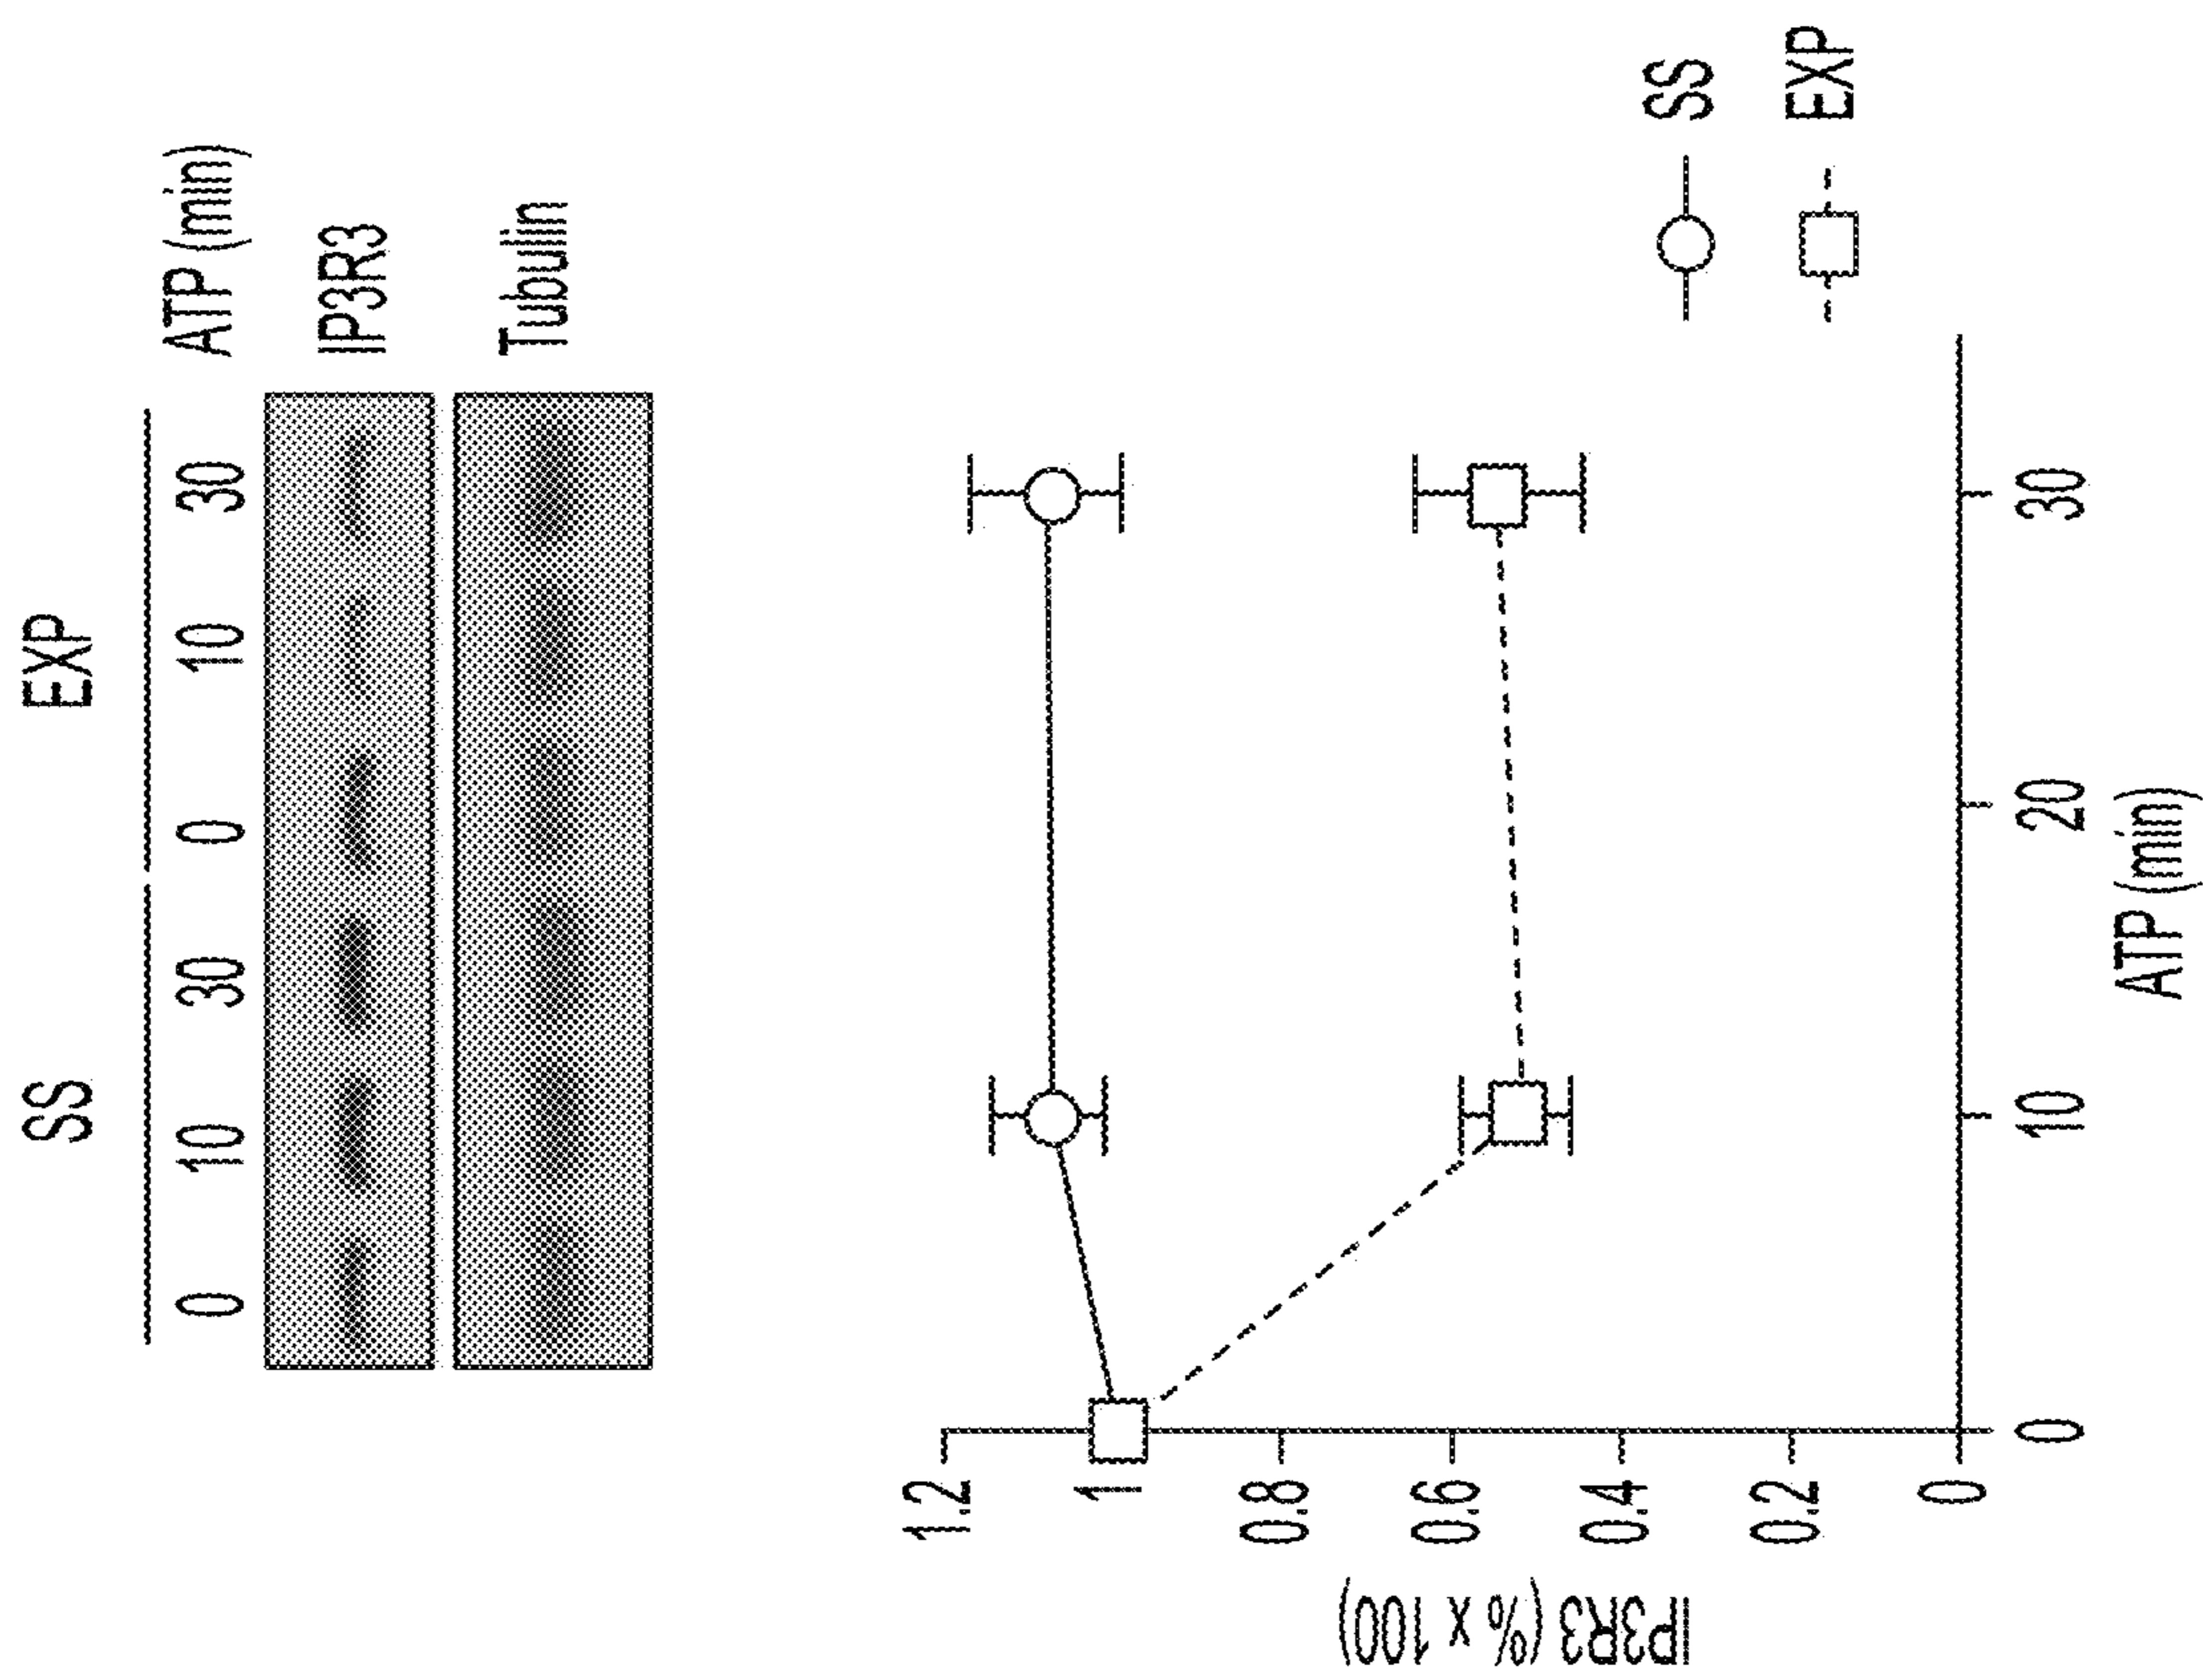 SS EXP
0 10 30 0 10 30 ATP (min)
IP3R3
Tubulin
IP3R3 (% x 100)
1.2
1
0.8
0.6
0.4
0.2
0
0 10 20 30
ATP (min)
SS
EXP